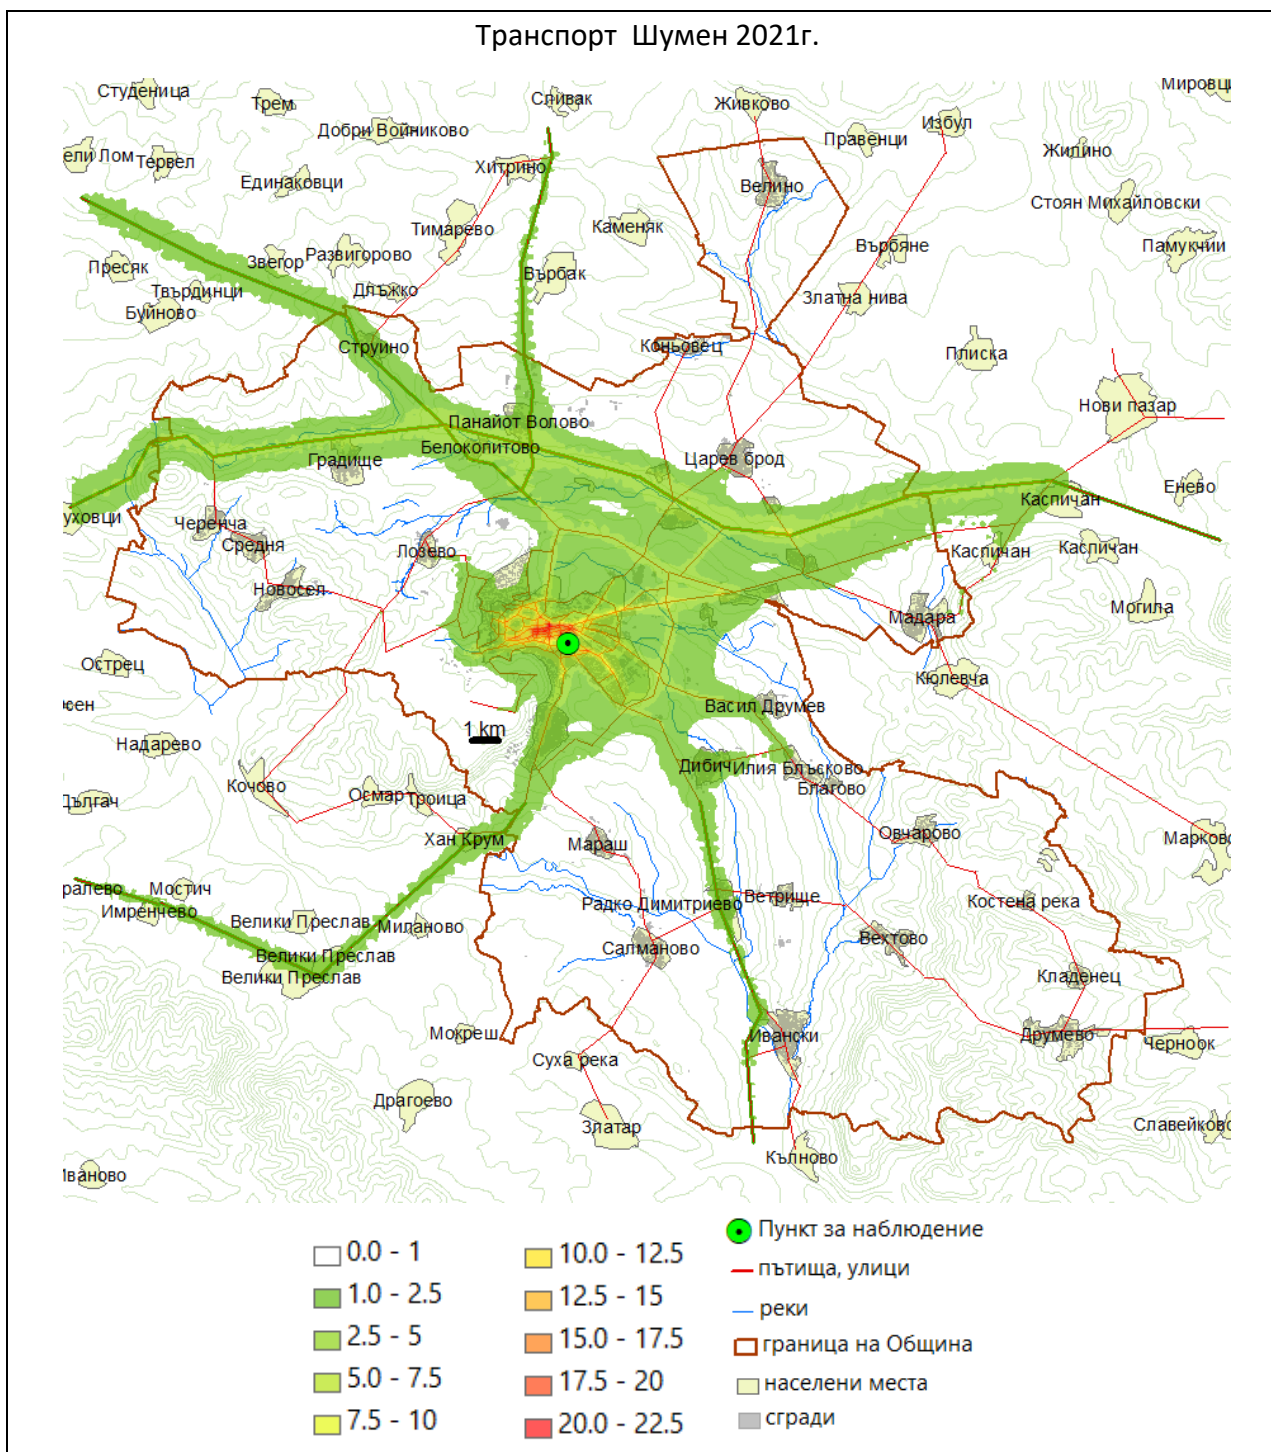 Транспорт Шумен 2021г.
Студеница
Трем
Сливак
Живково
Мировци
Добри Войниково
Правенци
Избул
ели Лом
Тервел
Хитрино
Жилино
Единаковци
Велино
Стоян Михайловски
Тимарево
Каменяк
Върбяне
Памукчии
Пресяк
Звегор
Развигорово
Върбак
Твърдинци
Длъжко
Златна нива
Буйново
Струйно
Коньовец
Плиска
Нови пазар
Панайот Волово
Белокопитово
Градище
Царев брод
Енево
Каспичан
уховци
Черенча
Средня
Лозево
Каспичан
Каспичан
Новосел
Могила
Мадара
Острец
Кюлевча
сен
Васил Друмев
Надарево
1 km
Дибич
Илия Блъсково
Кочово
Осмар
Троица
Благово
Дългач
Хан Крум
Мараш
Овчарово
Марково
ралево
Мостич
Имренчево
Радко Димитриево
Ветрище
Костена река
Велики Преслав
Миланово
Велики Преслав
Салманово
Вехтово
Велики Преслав
Кладенец
Мокреш
Ивански
Друмево
Черноок
Суха река
Драгоево
Златар
Славейково
Кълново
Иваново
0.0 - 1
1.0 - 2.5
2.5 - 5
5.0 - 7.5
7.5 - 10
10.0 - 12.5
12.5 - 15
15.0 - 17.5
17.5 - 20
20.0 - 22.5
Пункт за наблюдение
пътища, улици
реки
граница на Община
населени места
сгради